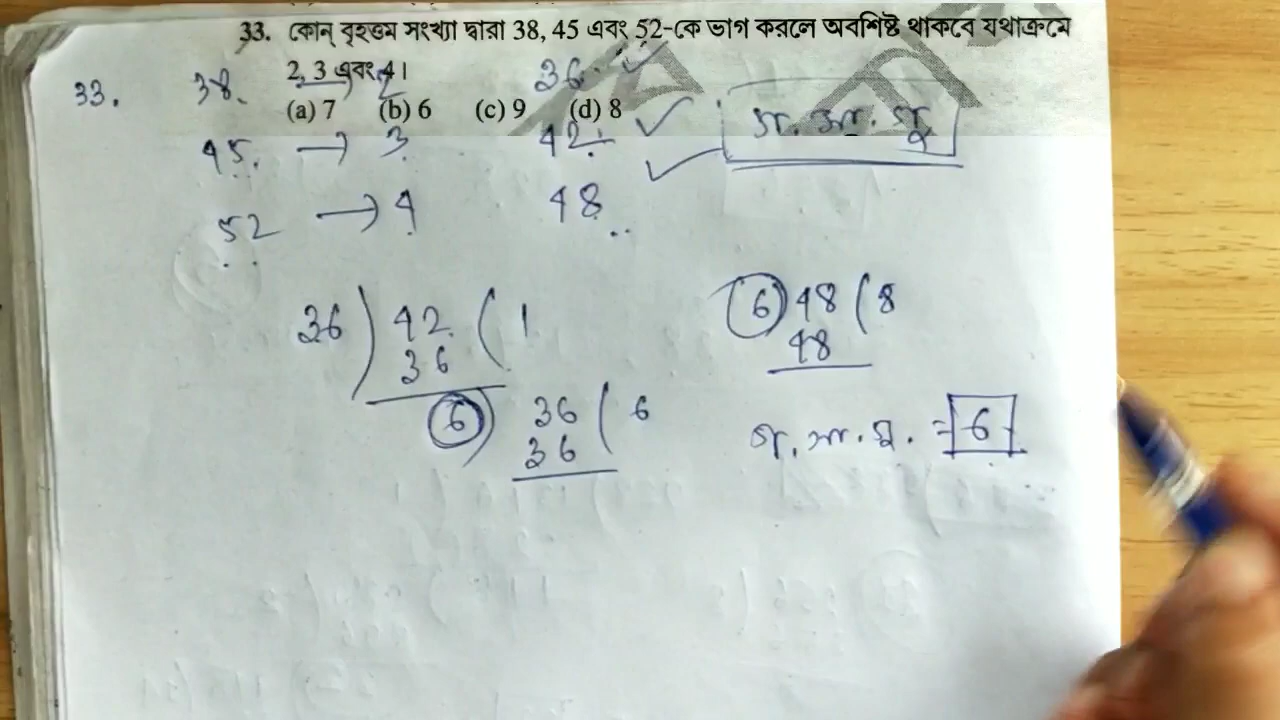 33. কোন্ বৃহত্তম সংখ্যা দ্বারা 38, 45 এবং 52-কে ভাগ করলে অবশিষ্ট থাকবে যথাক্রমে
2, 3 এবং 4।
(a) 7 (b) 6 (c) 9 (d) 8
33. 38. 2 36
45. → 3 42
52 → 4 48
গ. সা. গু
36 ) 42 ( 1
36
6 ) 36 ( 6
36
6 ) 48 ( 8
48
গ. সা. গু. = 6